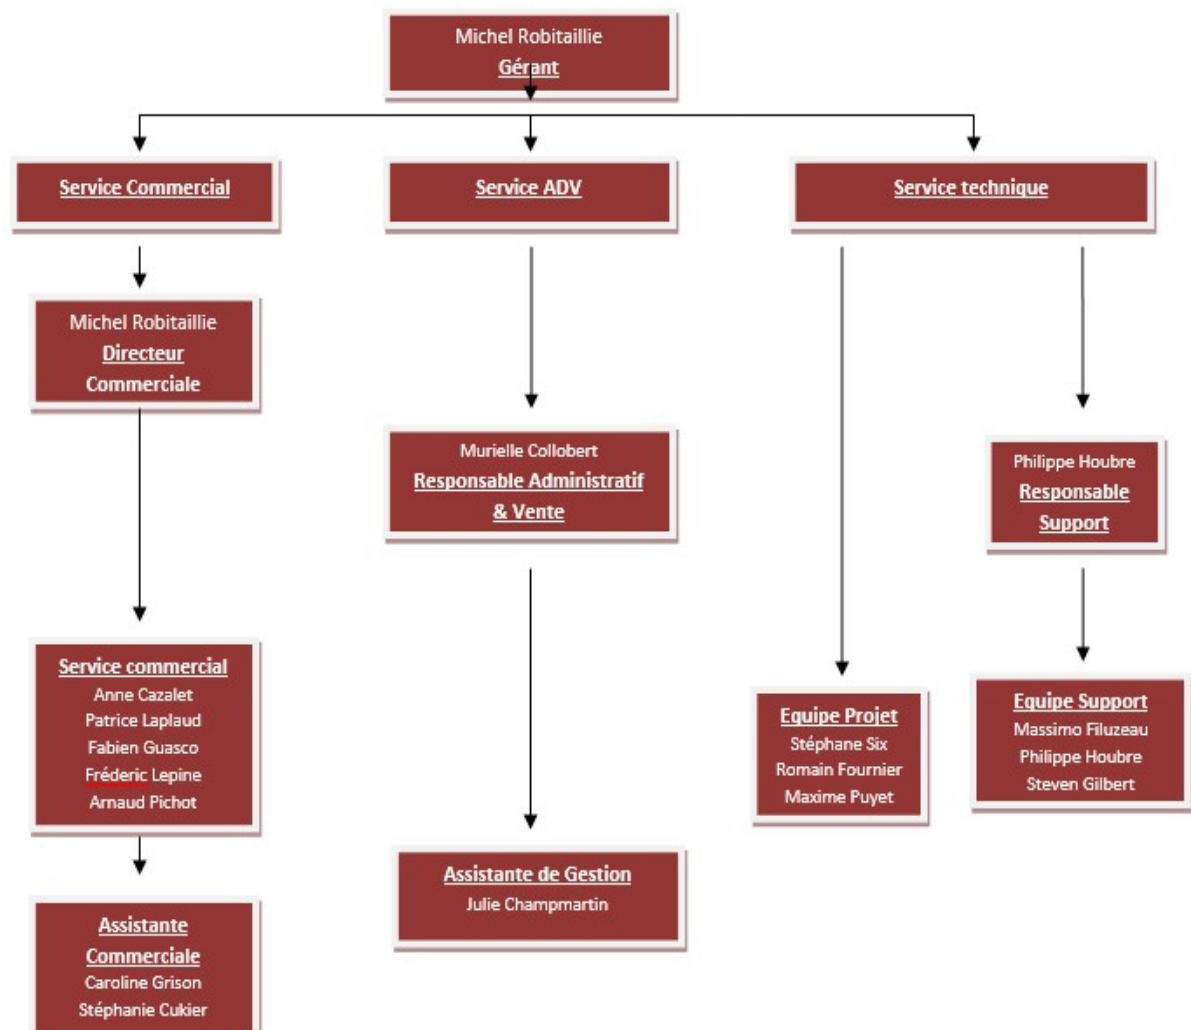 Michel Robitaillie
Gérant
Service Commercial
Service ADV
Service technique
Michel Robitaillie
Directeur
Commerciale
Murielle Collobert
Responsable Administratif
& Vente
Philippe Houbre
Responsable
Support
Service commercial
Anne Cazalet
Patrice Laplaud
Fabien Guasco
Fréderic Lepine
Arnaud Pichot
Equipe Projet
Stéphane Six
Romain Fournier
Maxime Puyet
Equipe Support
Massimo Filuzeau
Philippe Houbre
Steven Gilbert
Assistante de Gestion
Julie Champmartin
Assistante
Commerciale
Caroline Grison
Stéphanie Cukier